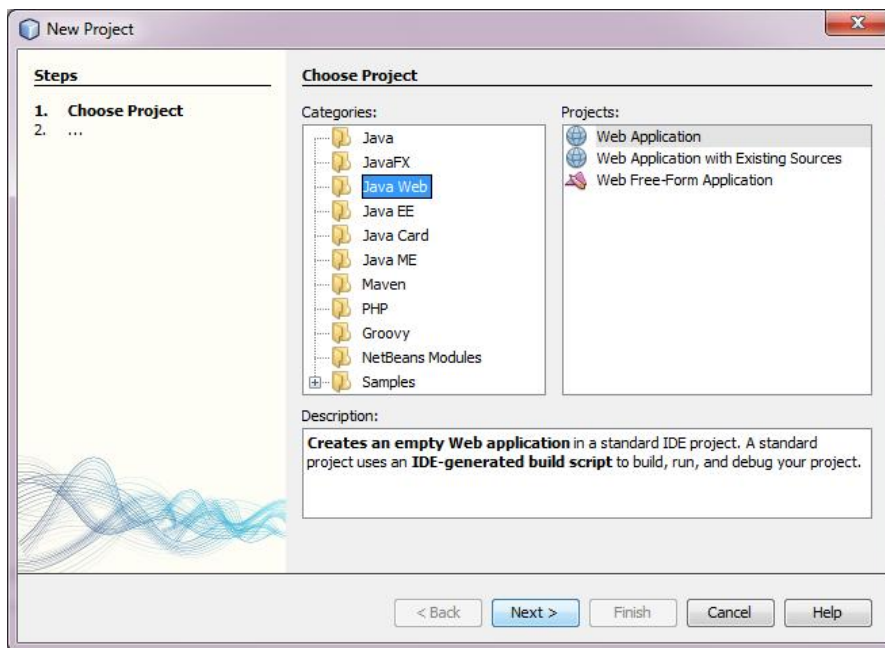 New Project
Steps
1. Choose Project
2. ...
Choose Project
Categories:
Java
JavaFX
Java Web
Java EE
Java Card
Java ME
Maven
PHP
Groovy
NetBeans Modules
Samples
Projects:
Web Application
Web Application with Existing Sources
Web Free-Form Application
Description:
Creates an empty Web application in a standard IDE project. A standard
project uses an IDE-generated build script to build, run, and debug your project.
< Back
Next >
Finish
Cancel
Help